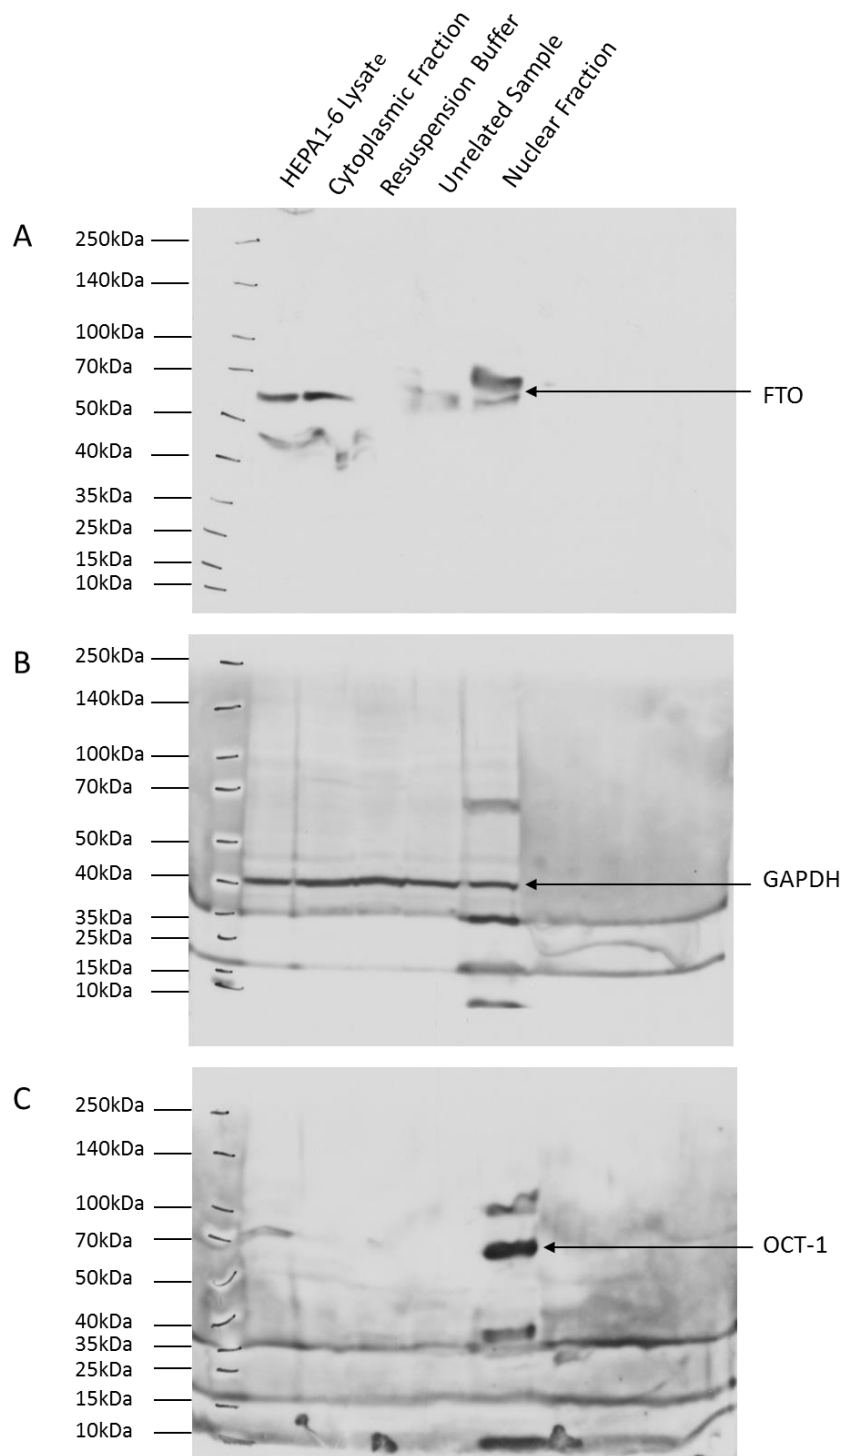 HEPA1-6 Lysate
Cytoplasmic Fraction
Resuspension Buffer
Unrelated Sample
Nuclear Fraction
A
250kDa
140kDa
100kDa
70kDa
50kDa
40kDa
35kDa
25kDa
15kDa
10kDa
FTO
B
250kDa
140kDa
100kDa
70kDa
50kDa
40kDa
35kDa
25kDa
15kDa
10kDa
GAPDH
C
250kDa
140kDa
100kDa
70kDa
50kDa
40kDa
35kDa
25kDa
15kDa
10kDa
OCT-1